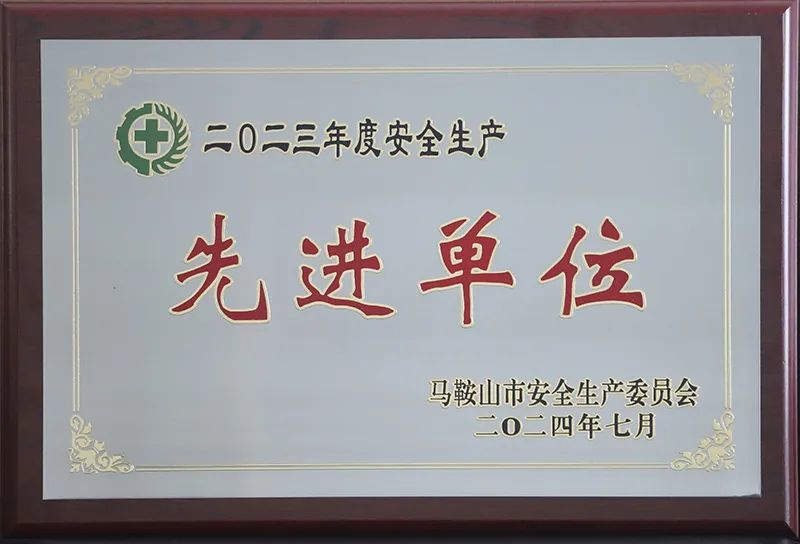 二〇二三年度安全生产
先进单位
马鞍山市安全生产委员会
二〇二四年七月